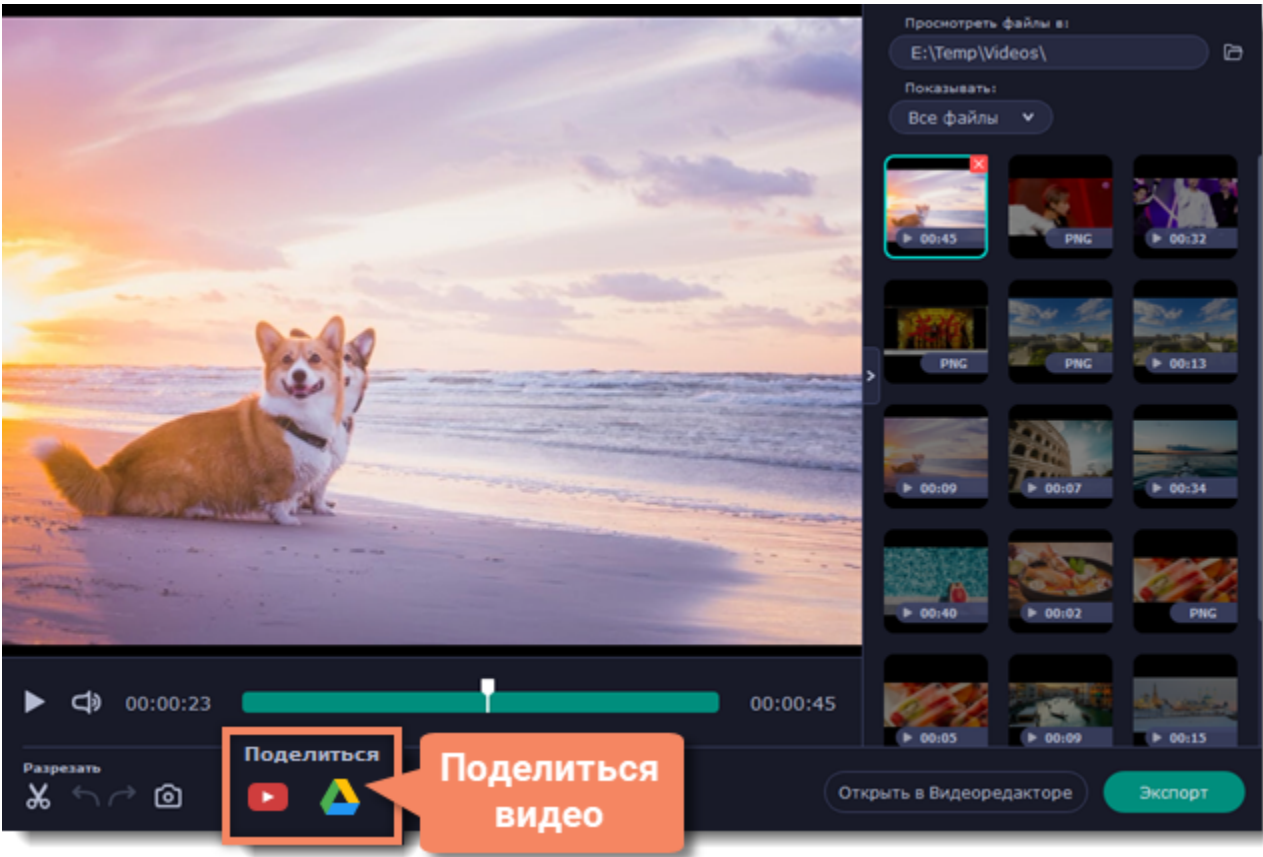 Просмотреть файлы в:
E:\Temp\Videos\
Показывать:
Все файлы
00:45
PNG
00:32
PNG
PNG
00:13
00:09
00:07
00:34
00:40
00:02
PNG
00:05
00:09
00:15
00:00:23
00:00:45
Разрезать
Поделиться
Поделиться
видео
Открыть в Видеоредакторе
Экспорт